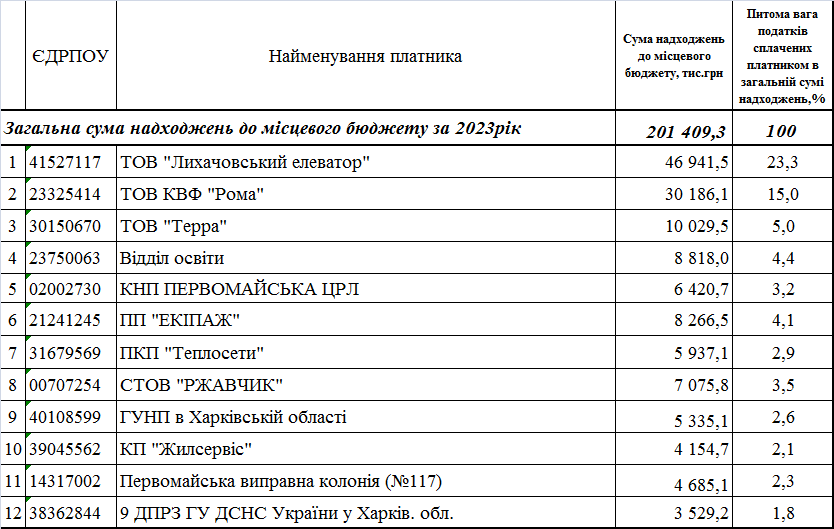 ЄДРПОУ
Найменування платника
Сума надходжень
до місцевого
бюджету, тис.грн
Питома вага
податків
сплачених
платником в
загальній сумі
надходжень,%
Загальна сума надходжень до місцевого бюджету за 2023рік 201 409,3 100
1 41527117 ТОВ "Лихачовський елеватор" 46 941,5 23,3
2 23325414 ТОВ КВФ "Рома" 30 186,1 15,0
3 30150670 ТОВ "Терра" 10 029,5 5,0
4 23750063 Відділ освіти 8 818,0 4,4
5 02002730 КНП ПЕРВОМАЙСЬКА ЦРЛ 6 420,7 3,2
6 21241245 ПП "ЕКІПАЖ" 8 266,5 4,1
7 31679569 ПКП "Теплосети" 5 937,1 2,9
8 00707254 СТОВ "РЖАВЧИК" 7 075,8 3,5
9 40108599 ГУНП в Харківській області 5 335,1 2,6
10 39045562 КП "Жилсервіс" 4 154,7 2,1
11 14317002 Первомайська виправна колонія (№117) 4 685,1 2,3
12 38362844 9 ДПРЗ ГУ ДСНС України у Харків. обл. 3 529,2 1,8